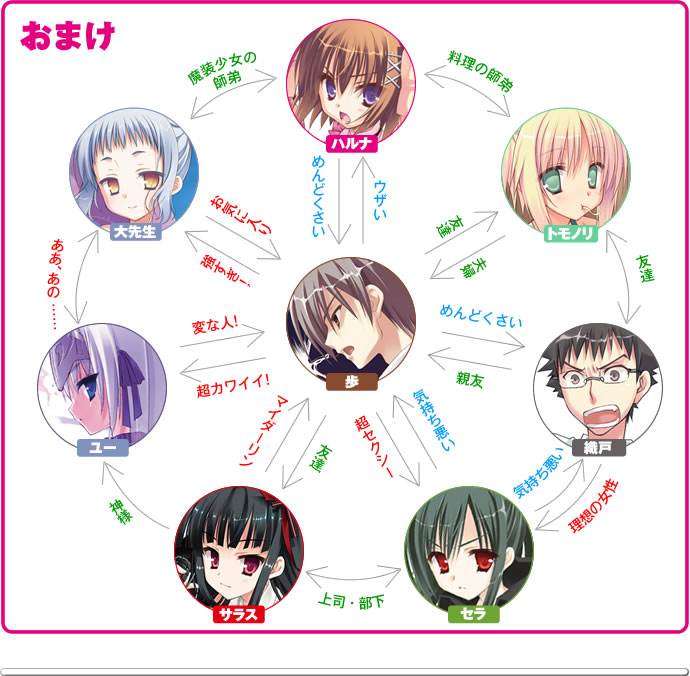 おまけ
魔装少女の
師弟
料理の師弟
ハルナ
めんどくさい
ウザい
大先生
トモノリ
お気に入り
強すぎー!
友達
夫婦
ああ、あの……
友達
変な人!
超カワイイ!
めんどくさい
親友
歩
ユー
織戸
マイダーリン
友達
超セクシー
気持ち悪い
気持ち悪い
理想の女性
神様
サラス
上司・部下
セラ